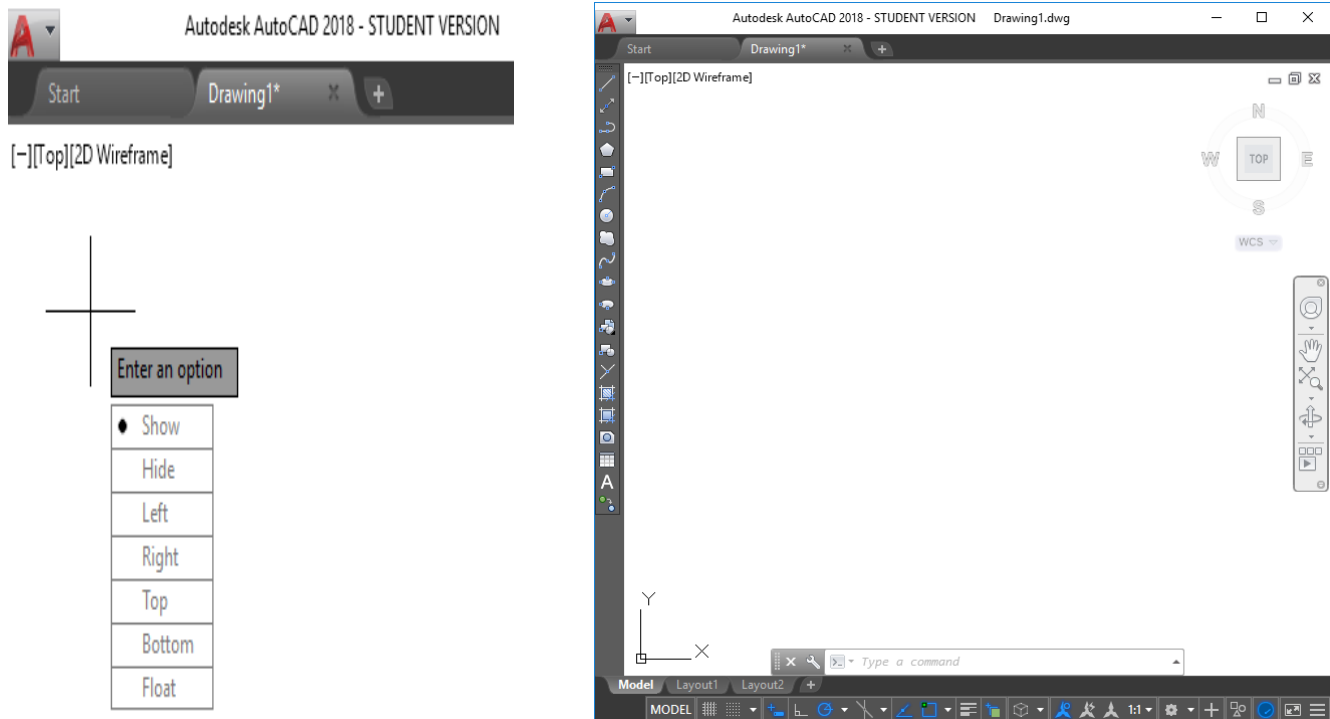 Autodesk AutoCAD 2018 - STUDENT VERSION
Start Drawing1* +
[−][Top][2D Wireframe]
Enter an option
Show
Hide
Left
Right
Top
Bottom
Float
Autodesk AutoCAD 2018 - STUDENT VERSION Drawing1.dwg
Start Drawing1* +
[−][Top][2D Wireframe]
N
W TOP E
S
WCS
A
Y
X
Type a command
Model Layout1 Layout2 +
MODEL 1:1